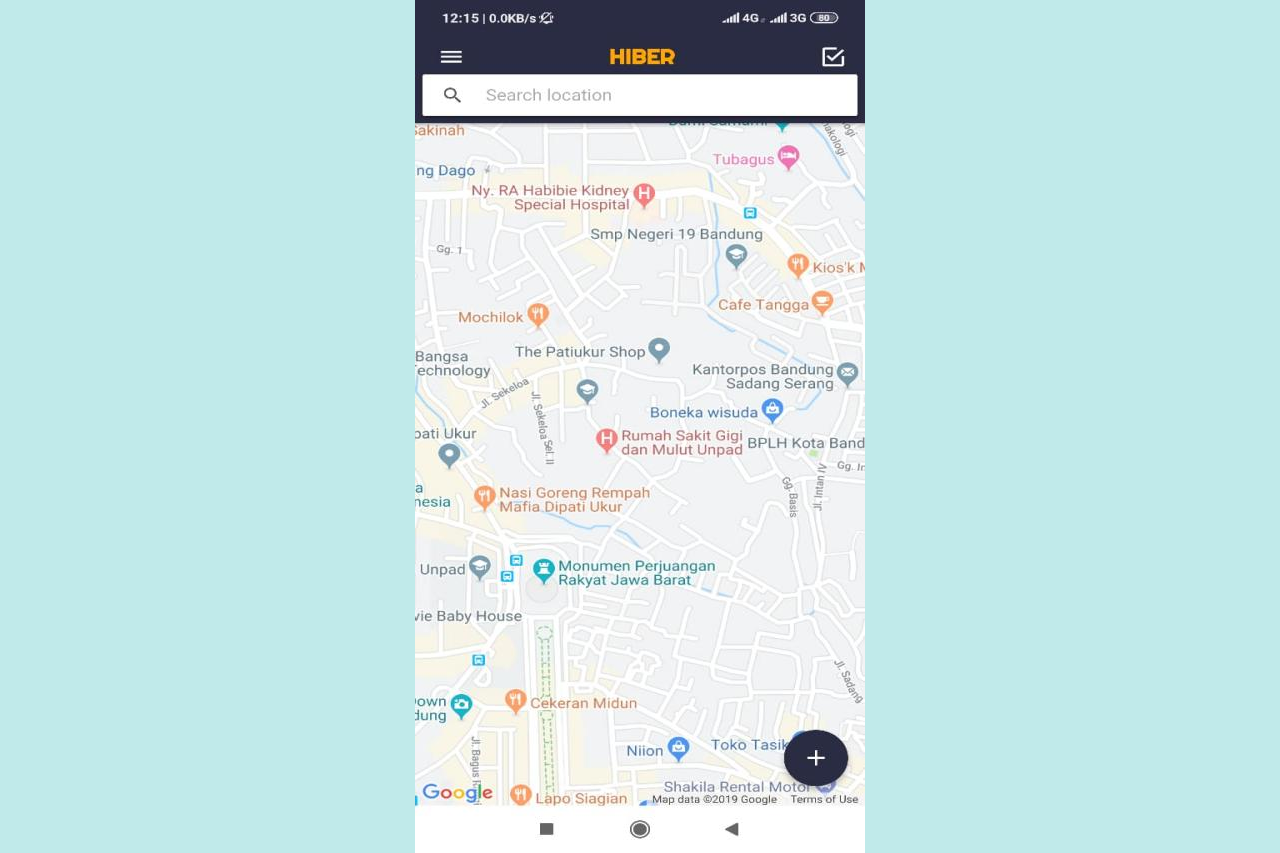 12:15 | 0.0KB/s 4G 3G 80
HIBER
Search location
Sakinah
Tubagus
ng Dago
Ny. RA Habibie Kidney
Special Hospital
Smp Negeri 19 Bandung
Gg. 1
Kios'k M
Cafe Tangga
Mochilok
The Patiukur Shop
Bangsa
Technology
Kantorpos Bandung
Sadang Serang
Jl. Sekeloa
Jl. Sekeloa Sel. II
Boneka wisuda
pati Ukur
Rumah Sakit Gigi
dan Mulut Unpad
BPLH Kota Band
Gg. In
Jl. Intan IV
Gg. Basis
a
nesia
Nasi Goreng Rempah
Mafia Dipati Ukur
Unpad
Monumen Perjuangan
Rakyat Jawa Barat
vie Baby House
Jl. Sadang
own
dung
Cekeran Midun
Niion
Toko Tasik
Jl. Bagus R
Shakila Rental Motor
Google
Lapo Siagian
Map data ©2019 Google Terms of Use